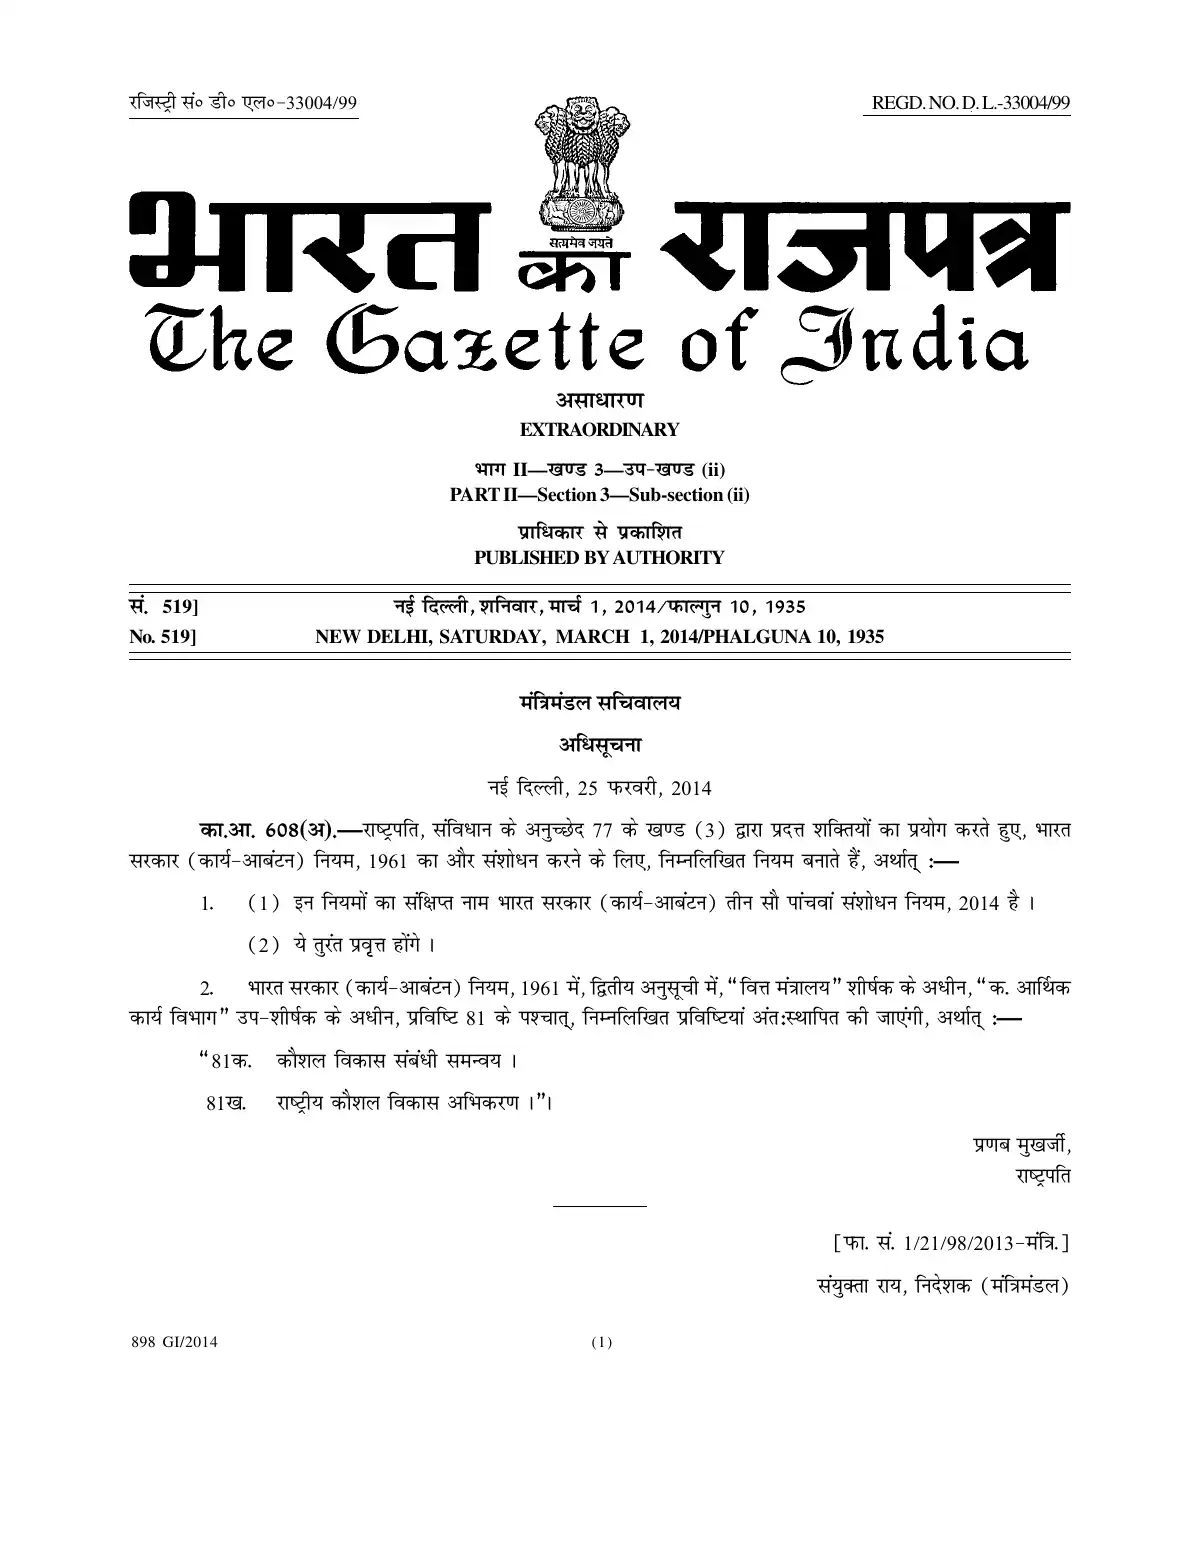 रजिस्ट्री सं० डी० एल०-33004/99
REGD. NO. D. L.-33004/99
सत्यमेव जयते
भारत का राजपत्र
The Gazette of India
असाधारण
EXTRAORDINARY
भाग II—खण्ड 3—उप-खण्ड (ii)
PART II—Section 3—Sub-section (ii)
प्राधिकार से प्रकाशित
PUBLISHED BY AUTHORITY
सं. 519] नई दिल्ली, शनिवार, मार्च 1, 2014/फाल्गुन 10, 1935
No. 519] NEW DELHI, SATURDAY, MARCH 1, 2014/PHALGUNA 10, 1935
मंत्रिमंडल सचिवालय
अधिसूचना
नई दिल्ली, 25 फरवरी, 2014
का.आ. 608(अ).—राष्ट्रपति, संविधान के अनुच्छेद 77 के खण्ड (3) द्वारा प्रदत्त शक्तियों का प्रयोग करते हुए, भारत
सरकार (कार्य-आबंटन) नियम, 1961 का और संशोधन करने के लिए, निम्नलिखित नियम बनाते हैं, अर्थात् :—
1. (1) इन नियमों का संक्षिप्त नाम भारत सरकार (कार्य-आबंटन) तीन सौ पांचवां संशोधन नियम, 2014 है ।
(2) ये तुरंत प्रवृत्त होंगे ।
2. भारत सरकार (कार्य-आबंटन) नियम, 1961 में, द्वितीय अनुसूची में, “वित्त मंत्रालय” शीर्षक के अधीन, “क. आर्थिक
कार्य विभाग” उप-शीर्षक के अधीन, प्रविष्टि 81 के पश्चात्, निम्नलिखित प्रविष्टियां अंत:स्थापित की जाएंगी, अर्थात् :—
“81क. कौशल विकास संबंधी समन्वय ।
81ख. राष्ट्रीय कौशल विकास अभिकरण ।”।
प्रणब मुखर्जी,
राष्ट्रपति
[फा. सं. 1/21/98/2013-मंत्रि.]
संयुक्ता राय, निदेशक (मंत्रिमंडल)
898 GI/2014 (1)